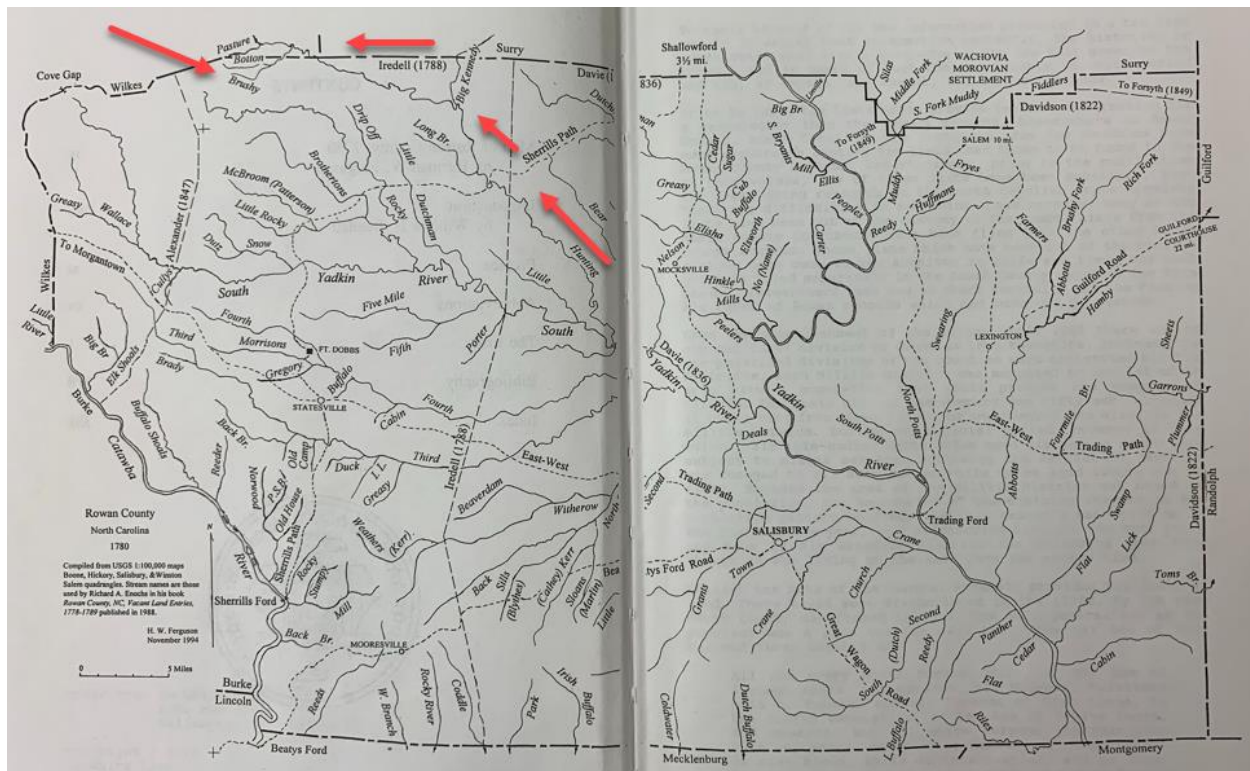 Pasture
Botton
Brushy
Cove Gap
Wilkes
Iredell (1788)
Big Kennedy
Surry
Davie (1
Dutch
Drip Off
Long Br.
Little
Sherrills Path
Brothertons
McBroom (Patterson)
Little Rocky
Rocky
Dutchman
Bear
Greasy
Wallace
Alexander (1847)
Dutz
Snow
Hunting
To Morgantown
Wilkes
South
Yadkin
River
Little
Five Mile
South
Little
River
Fourth
Third
Morrisons
FT. DOBBS
Fifth
Porter
Big Br
Elk Shoals
Brady
Gregory
Buffalo
STATESVILLE
Fourth
Cabin
Burke
Buffalo Shoals
Catawba
Back Br.
Reeder
Norwood
P.S.B.
Old House
Old
Camp
Duck
I. L.
Greasy
Third
Iredell (1788)
East-West
Beaverdam
Witherow
North
Weathers (Kerr)
Rowan County
North Carolina
1780
Compiled from USGS 1:100,000 maps
Boone, Hickory, Salisbury, & Winston
Salem quadrangles. Stream names are those
used by Richard A. Enochs in his book
Rowan County, NC, Vacant Land Entries,
1778-1789 published in 1988.
H. W. Ferguson
November 1994
0
5 Miles
N
River
Sherrills Path
Rocky
Stumpy
Sherrills Ford
Mill
Back Br.
MOORESVILLE
Back
Sills
(Blythes)
(Cathey) Kerr
Sloans
(Marlin)
Little
Bea
Burke
Lincoln
Reeds
W. Branch
Rocky River
Coddle
Park
Irish
Buffalo
Beatys Ford
Shallowford
3½ mi.
836)
WACHOVIA
MOROVIAN
SETTLEMENT
Silas
Middle Fork
S. Fork Muddy
Fiddlers
Surry
To Forsyth (1849)
Davidson (1822)
Linville
Big Br.
To Forsyth
(1849)
SALEM 10 mi.
man
Cedar
Sugar
S. Bryants
Mill
Ellis
Muddy
Fryes
Guilford
Greasy
Cub
Buffalo
Peoples
Huffmans
Rich Fork
Brushy Fork
Elisha
Elsworth
Carter
Reedy
Formers
GUILFORD
COURTHOUSE
22 mi.
Nelson
MOCKSVILLE
No (Name)
Hinkle
Mills
Abbotts
Guilford Road
Hamby
Peelers
Swearing
LEXINGTON
Sheets
Davie (1836)
Yadkin
River
Yadkin
Garrons
North Potts
South Potts
Fourmile
Br.
Plummer
Deals
East-West
Trading Path
River
Second
Trading Path
Abbotts
Davidson (1822)
Randolph
Swamp
SALISBURY
Trading Ford
Crane
Lick
Flat
tys Ford Road
Town
Church
Toms
Br.
Grants
Crane
Great
Wagon
Road
Second
(Dutch)
Reedy
Panther
Cedar
Cabin
Flat
South
Coldwater
Dutch Buffalo
L. Buffalo
Riles
Mecklenburg
Montgomery